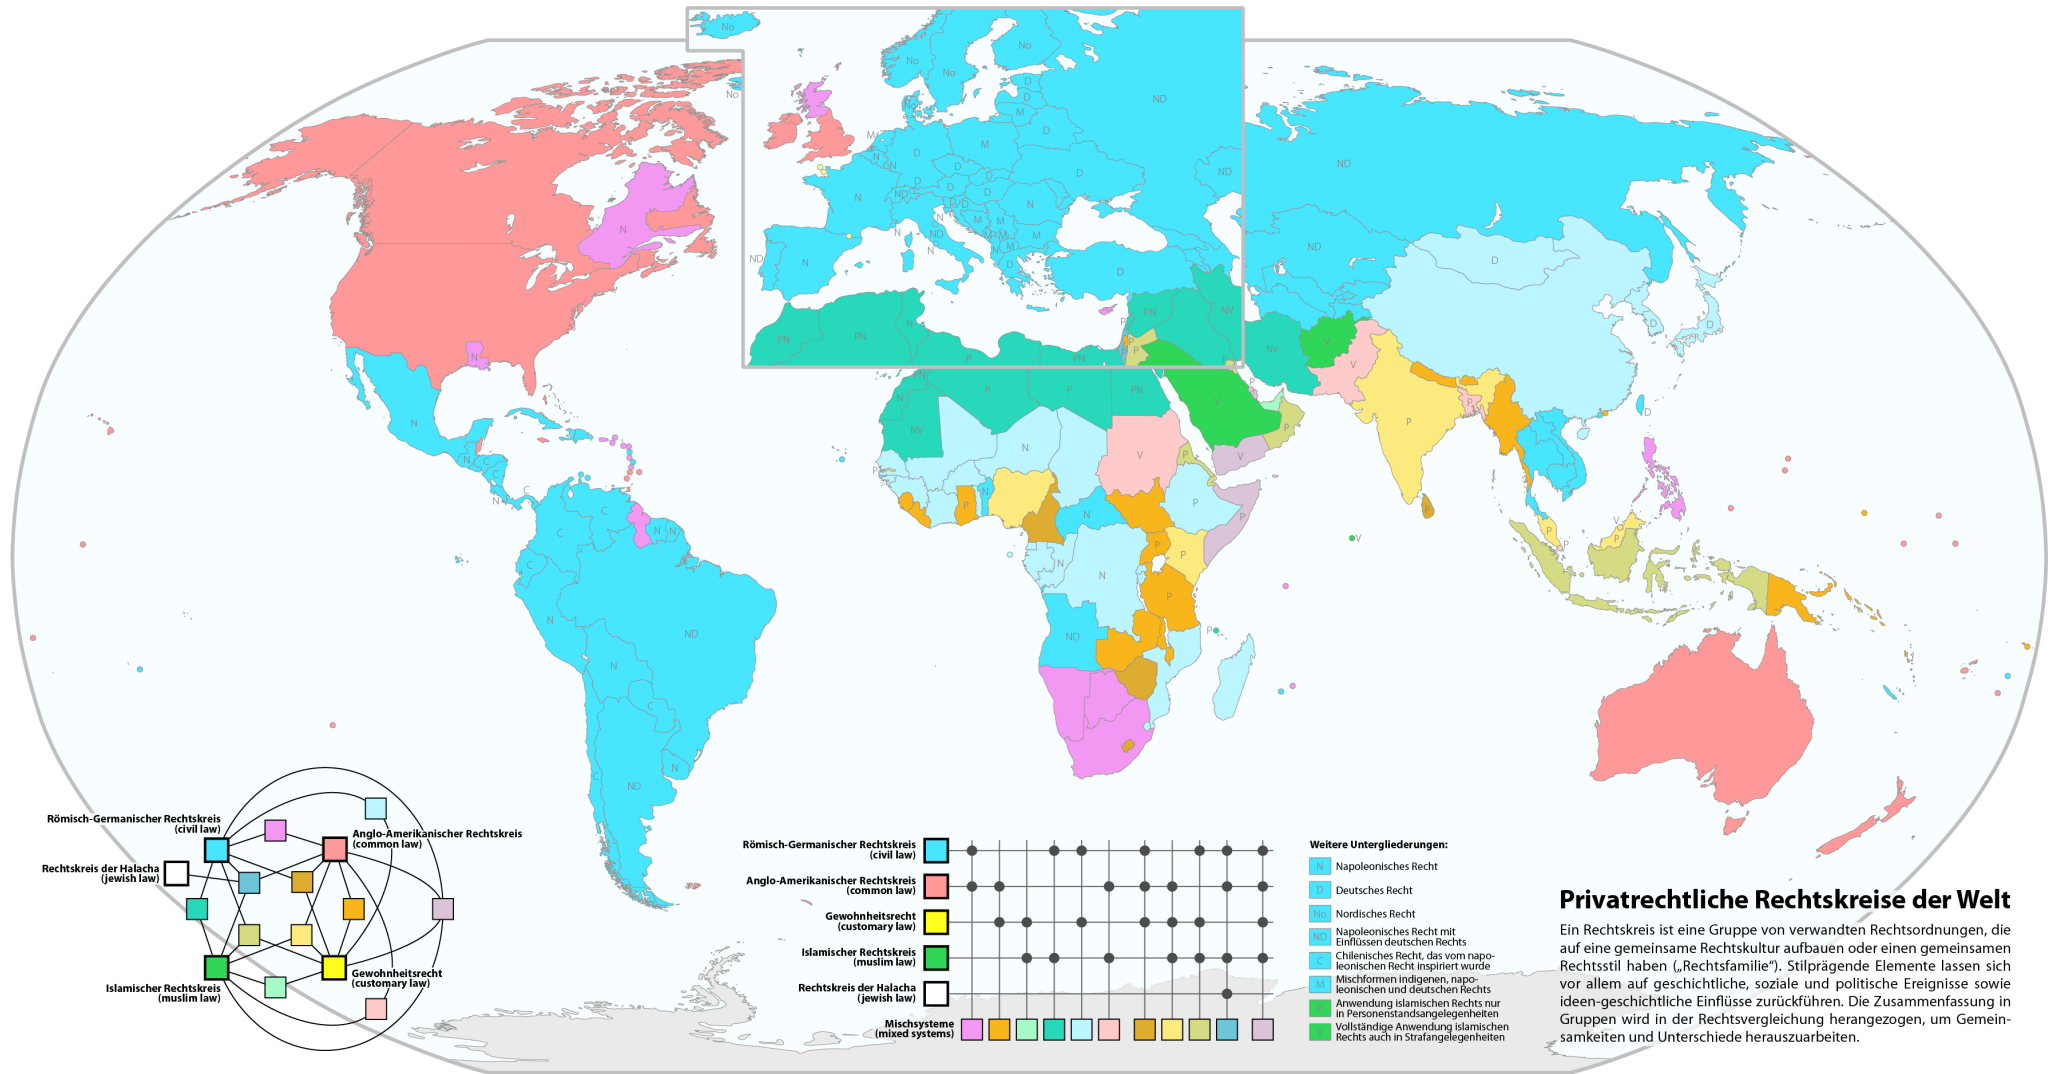 Römisch-Germanischer Rechtskreis
(civil law)
Anglo-Amerikanischer Rechtskreis
(common law)
Rechtskreis der Halacha
(jewish law)
Gewohnheitsrecht
(customary law)
Islamischer Rechtskreis
(muslim law)
Römisch-Germanischer Rechtskreis
(civil law)
Anglo-Amerikanischer Rechtskreis
(common law)
Gewohnheitsrecht
(customary law)
Islamischer Rechtskreis
(muslim law)
Rechtskreis der Halacha
(jewish law)
Mischsysteme
(mixed systems)
Weitere Untergliederungen:
N Napoleonisches Recht
D Deutsches Recht
No Nordisches Recht
ND Napoleonisches Recht mit
Einflüssen deutschen Rechts
C Chilenisches Recht, das vom napo-
leonischen Recht inspiriert wurde
M Mischformen indigenen, napo-
leonischen und deutschen Rechts
Anwendung islamischen Rechts nur
in Personenstandsangelegenheiten
V Vollständige Anwendung islamischen
Rechts auch in Strafangelegenheiten
Privatrechtliche Rechtskreise der Welt
Ein Rechtskreis ist eine Gruppe von verwandten Rechtsordnungen, die
auf eine gemeinsame Rechtskultur aufbauen oder einen gemeinsamen
Rechtsstil haben („Rechtsfamilie"). Stilprägende Elemente lassen sich
vor allem auf geschichtliche, soziale und politische Ereignisse sowie
ideen-geschichtliche Einflüsse zurückführen. Die Zusammenfassung in
Gruppen wird in der Rechtsvergleichung herangezogen, um Gemein-
samkeiten und Unterschiede herauszuarbeiten.